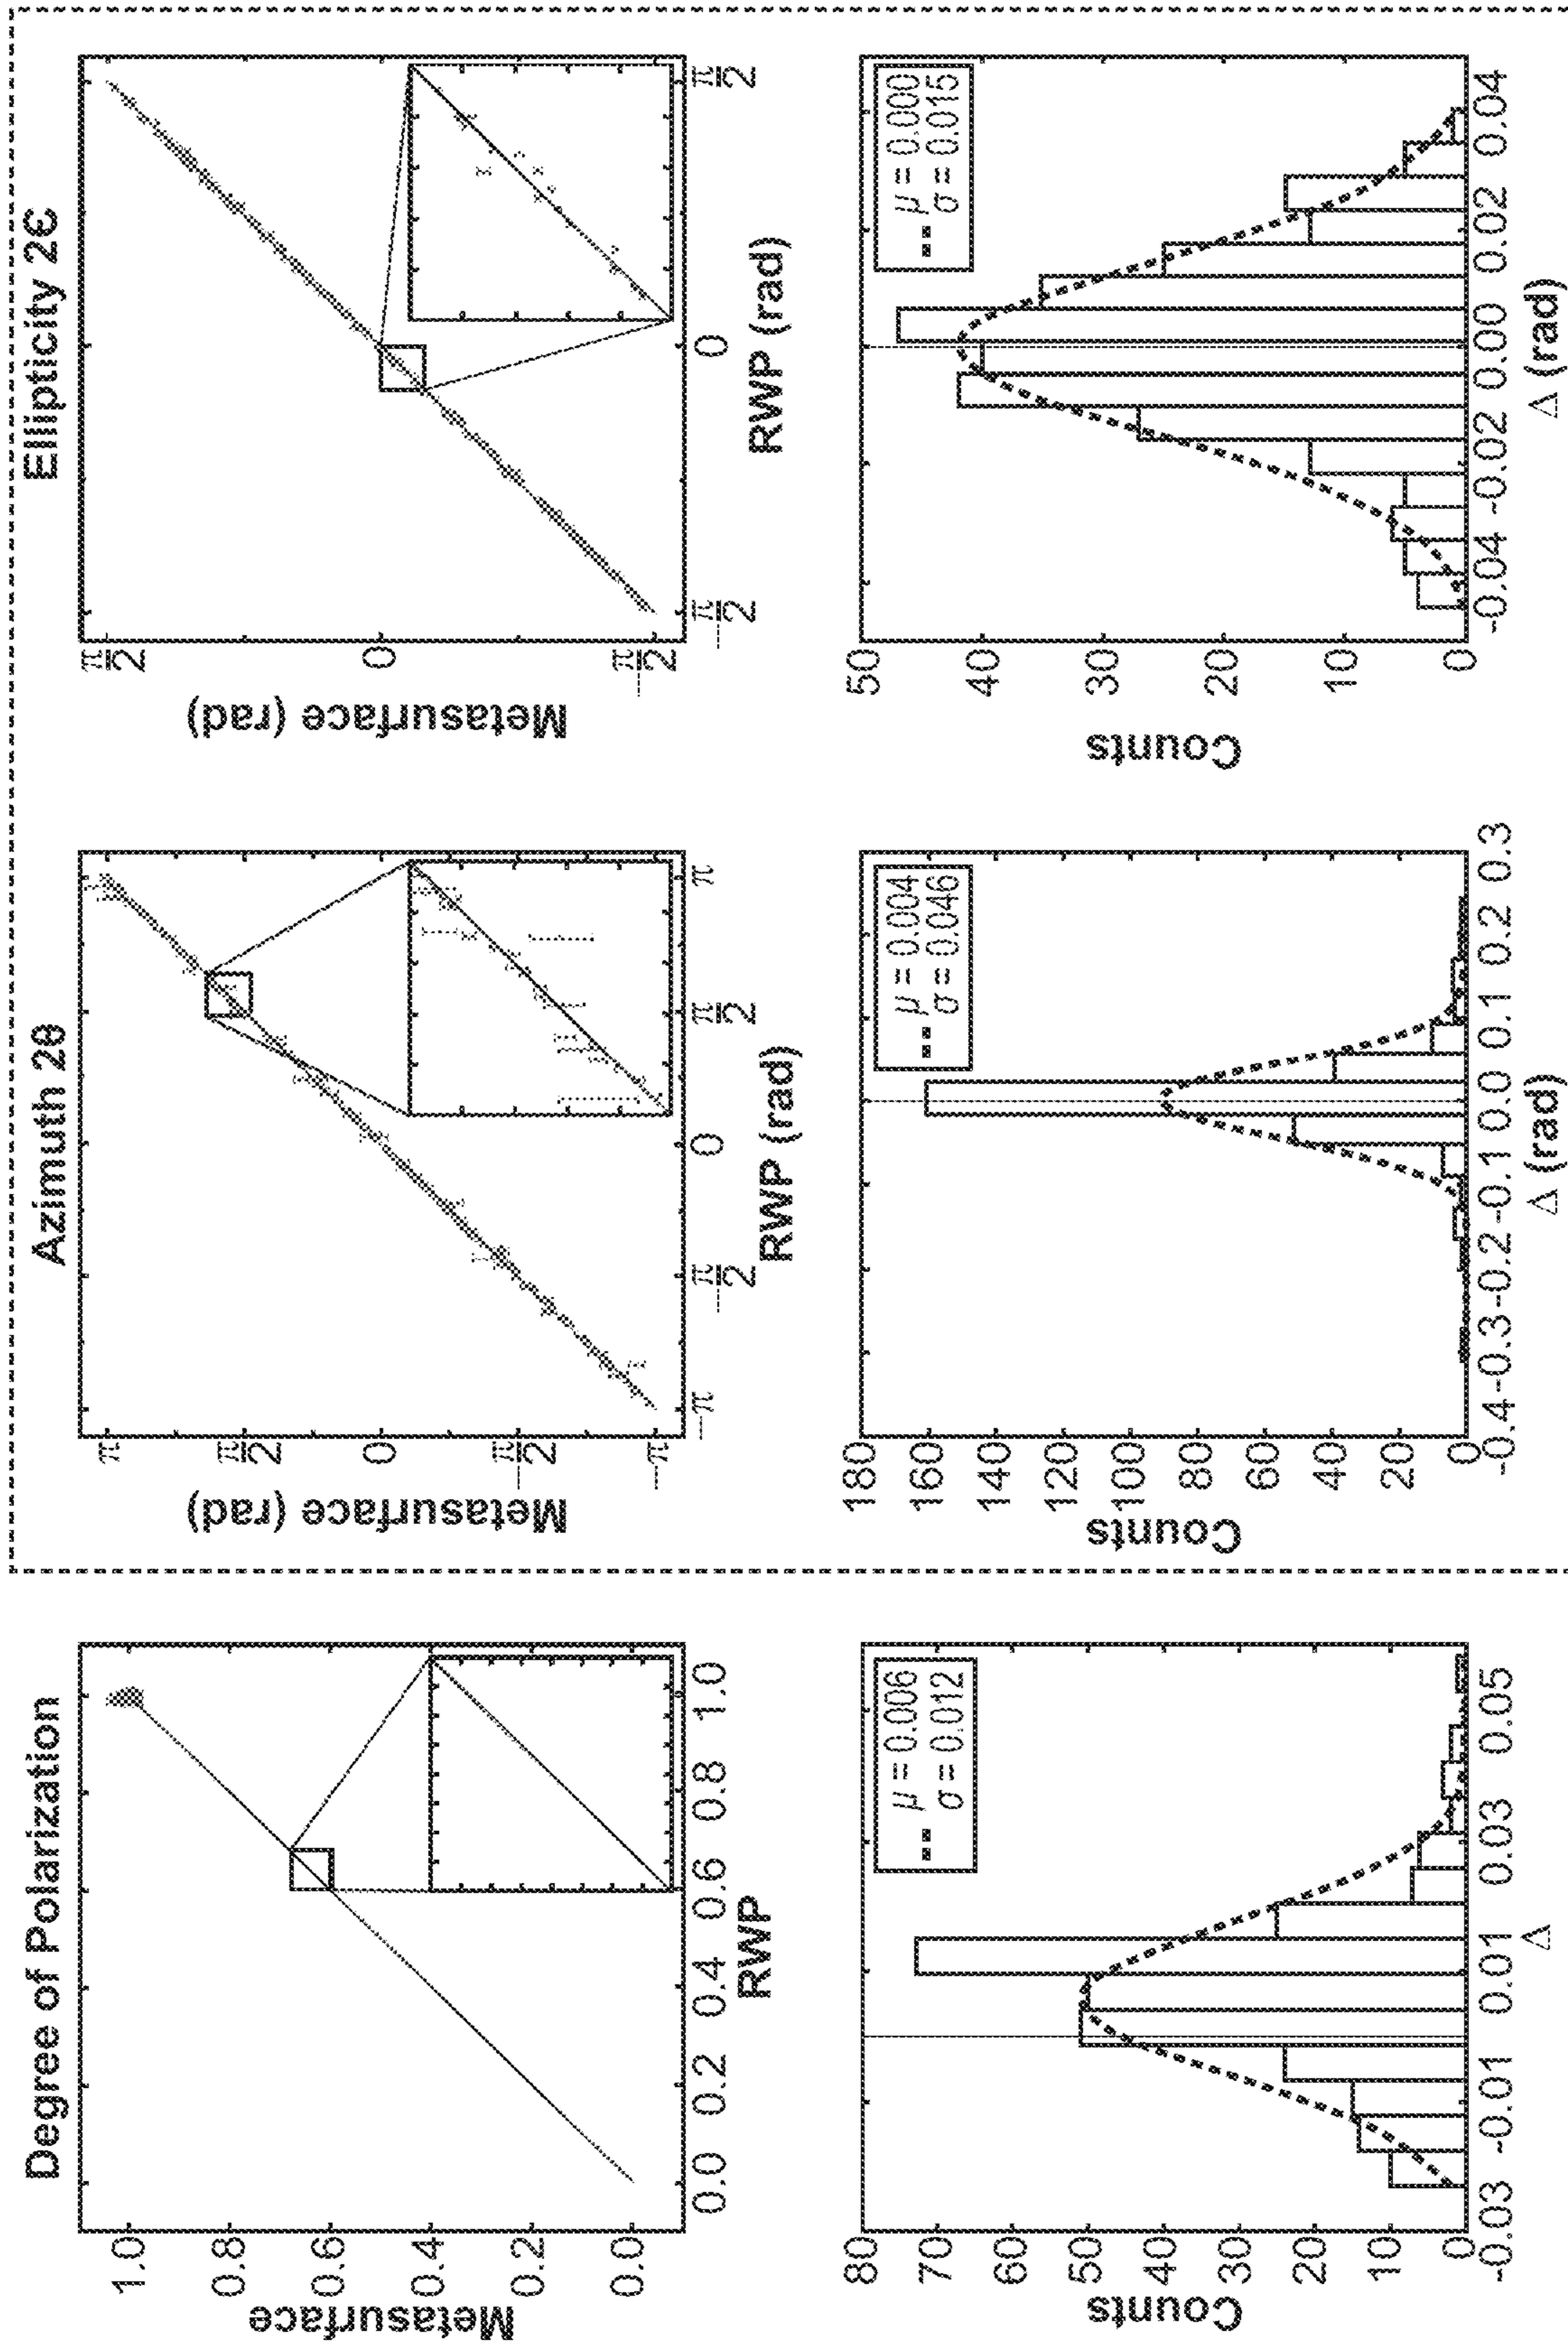 Degree of Polarization
Metasurface
1.0
0.8
0.6
0.4
0.2
0.0
0.0 0.2 0.4 0.6 0.8 1.0
RWP
Counts
80
70
60
50
40
30
20
10
0
μ = 0.006
σ = 0.012
-0.03 -0.01 0.01 0.03 0.05
Δ
Azimuth 2θ
Metasurface (rad)
π
π/2
0
-π/2
-π
-π -π/2 0 π/2 π
RWP (rad)
Counts
180
160
140
120
100
80
60
40
20
0
μ = 0.004
σ = 0.046
-0.4 -0.3 -0.2 -0.1 0.0 0.1 0.2 0.3
Δ (rad)
Ellipticity 2Є
Metasurface (rad)
π/2
0
-π/2
-π/2 0 π/2
RWP (rad)
Counts
50
40
30
20
10
0
μ = 0.000
σ = 0.015
-0.04 -0.02 0.00 0.02 0.04
Δ (rad)